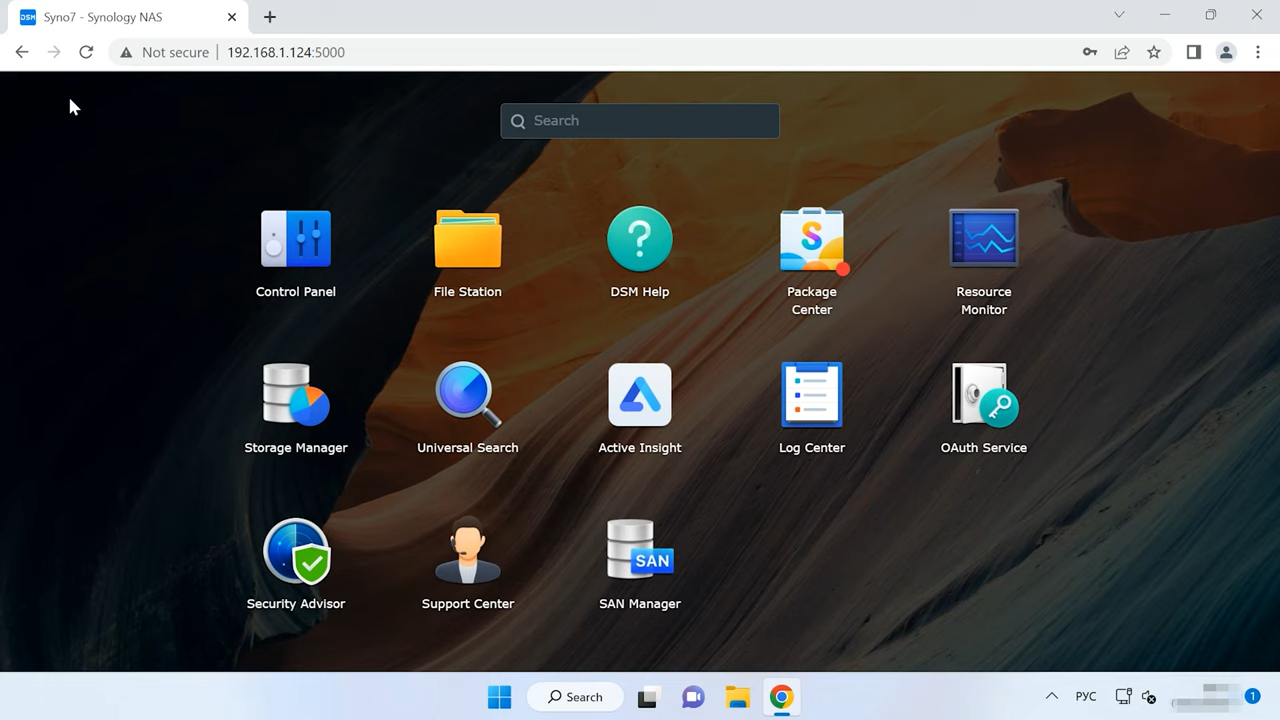 DSM Syno7 - Synology NAS
Not secure 192.168.1.124:5000
Search
Control Panel
File Station
DSM Help
Package
Center
Resource
Monitor
Storage Manager
Universal Search
Active Insight
Log Center
OAuth Service
SAN
Security Advisor
Support Center
SAN Manager
Search
РУС
1